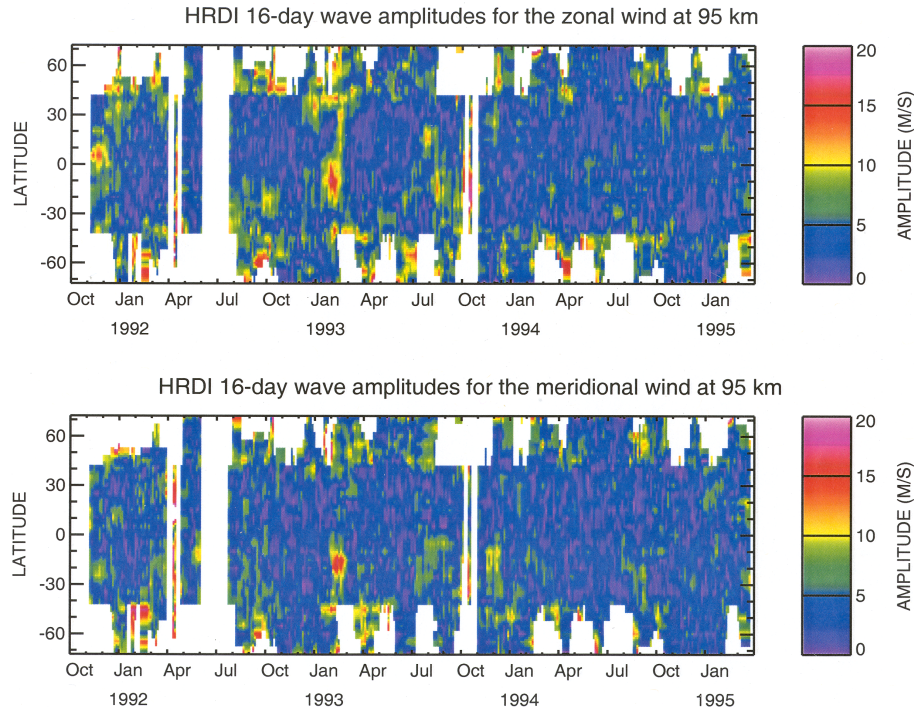 HRDI 16-day wave amplitudes for the zonal wind at 95 km
60
30
0
-30
-60
LATITUDE
Oct Jan Apr Jul Oct Jan Apr Jul Oct Jan Apr Jul Oct Jan
1992 1993 1994 1995
20
15
10
5
0
AMPLITUDE (M/S)
HRDI 16-day wave amplitudes for the meridional wind at 95 km
60
30
0
-30
-60
LATITUDE
Oct Jan Apr Jul Oct Jan Apr Jul Oct Jan Apr Jul Oct Jan
1992 1993 1994 1995
20
15
10
5
0
AMPLITUDE (M/S)